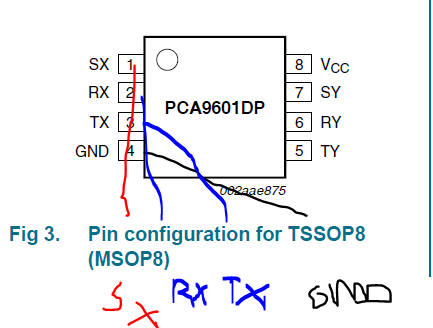 SX 1 8 VCC
RX 2 7 SY
PCA9601DP
TX 3 6 RY
GND 4 5 TY
002aae875
Fig 3. Pin configuration for TSSOP8
(MSOP8)
SX RX TX GND